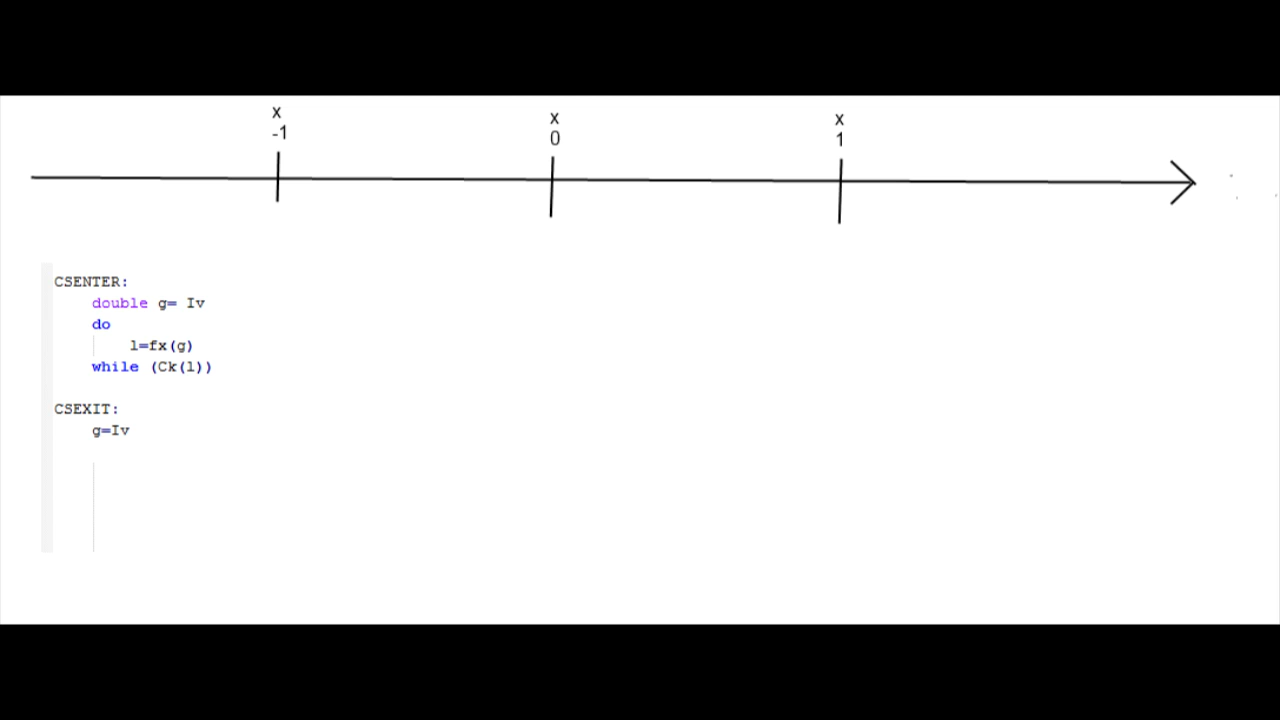 x x x
-1 0 1
CSENTER:
double g= Iv
do
l=fx(g)
while (Ck(l))
CSEXIT:
g=Iv